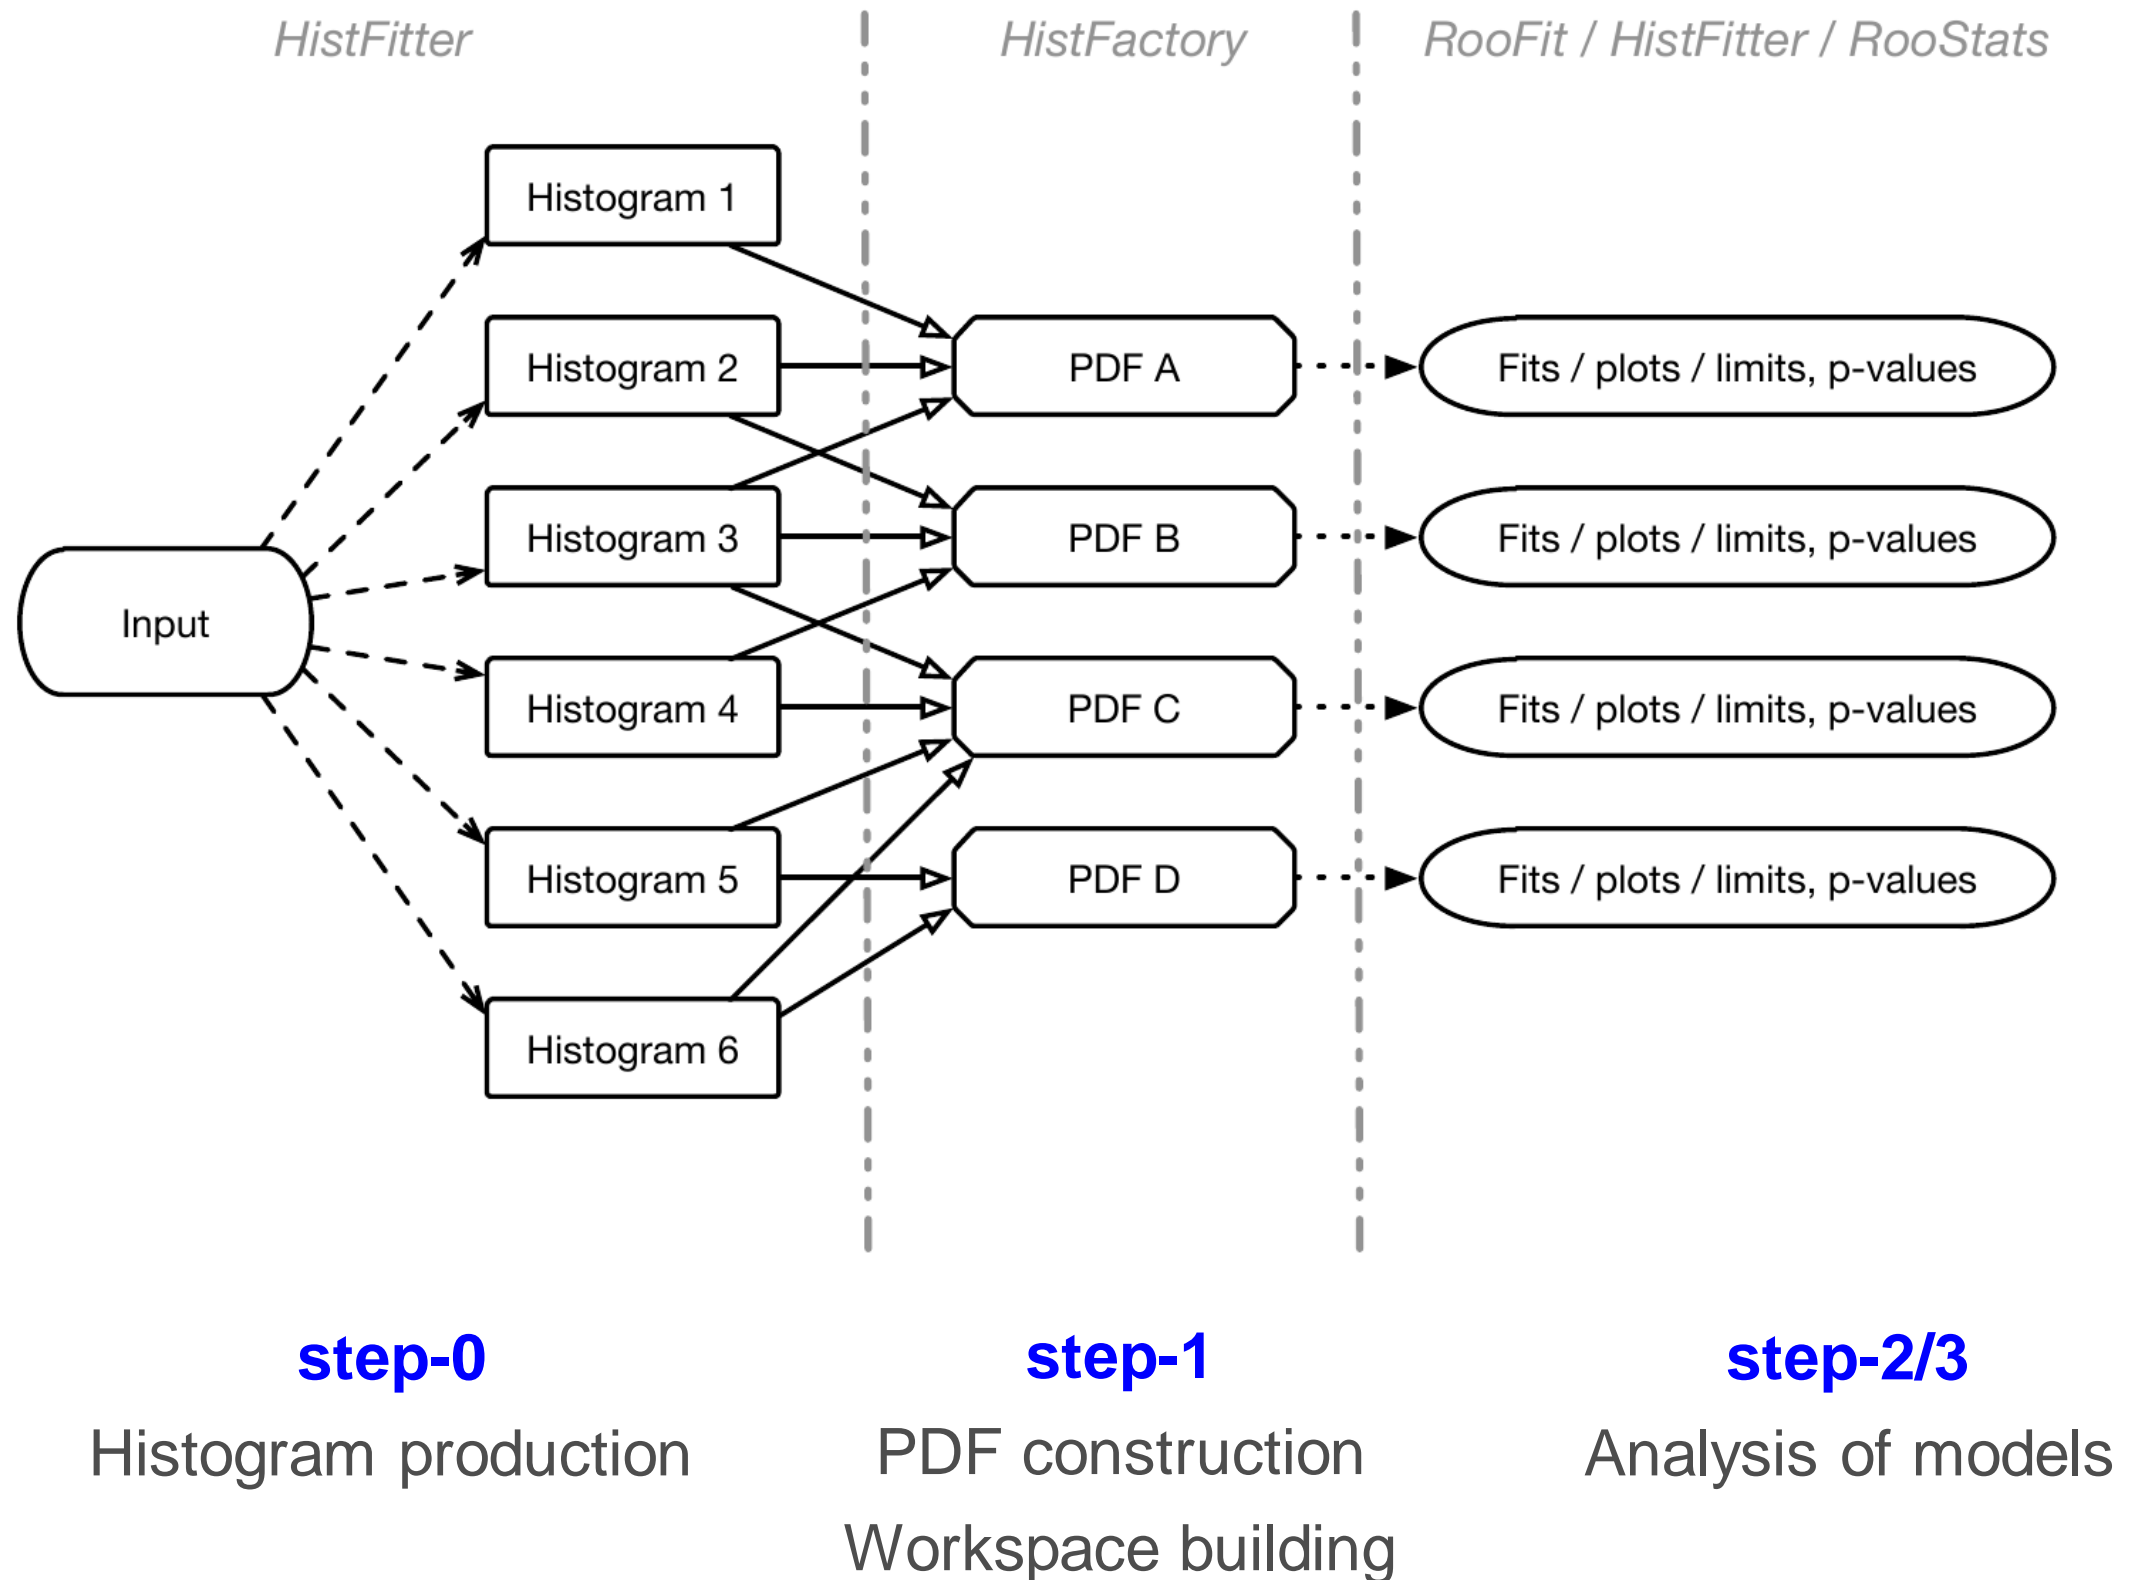 HistFitter
HistFactory
RooFit / HistFitter / RooStats
Histogram 1
Histogram 2
PDF A
Fits / plots / limits, p-values
Histogram 3
PDF B
Fits / plots / limits, p-values
Input
Histogram 4
PDF C
Fits / plots / limits, p-values
Histogram 5
PDF D
Fits / plots / limits, p-values
Histogram 6
step-0
step-1
step-2/3
Histogram production
PDF construction
Analysis of models
Workspace building